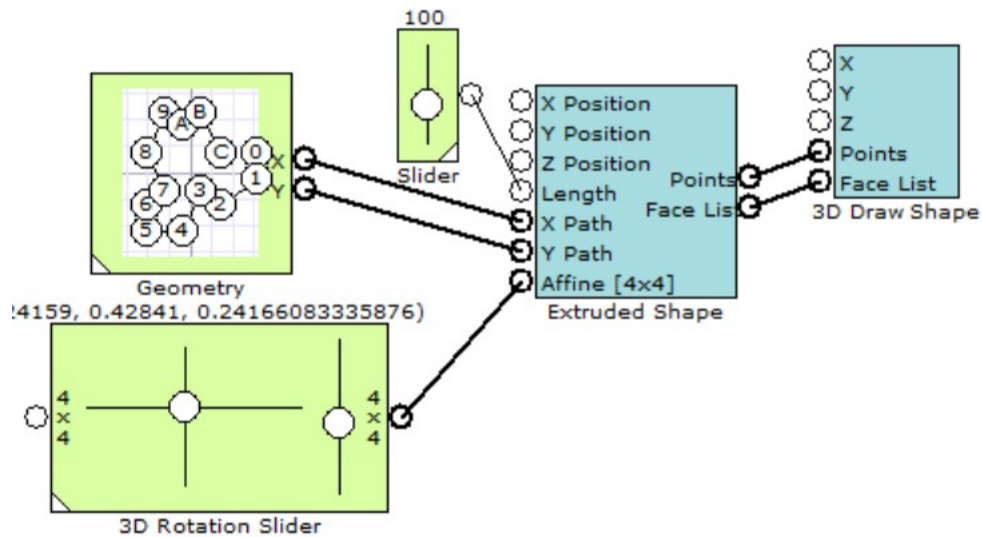 100
Slider
9
B
A
8
C
0
1
7
3
6
2
5
4
X
Y
Geometry
X Position
Y Position
Z Position
Length
X Path
Y Path
Affine [4x4]
Points
Face List
Extruded Shape
X
Y
Z
Points
Face List
3D Draw Shape
24159, 0.42841, 0.24166083335876)
4
x
4
4
x
4
3D Rotation Slider